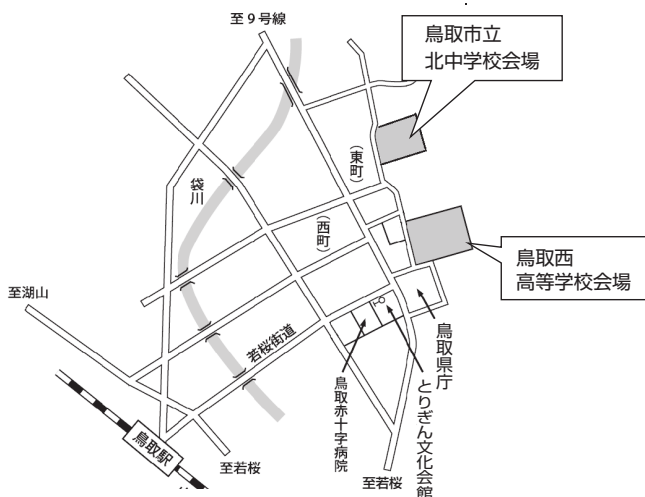 至９号線
鳥取市立
北中学校会場
（東町）
袋川
（西町）
鳥取西
高等学校会場
至湖山
若桜街道
鳥取県庁
とりぎん文化会館
鳥取赤十字病院
鳥取駅
至若桜
至若桜